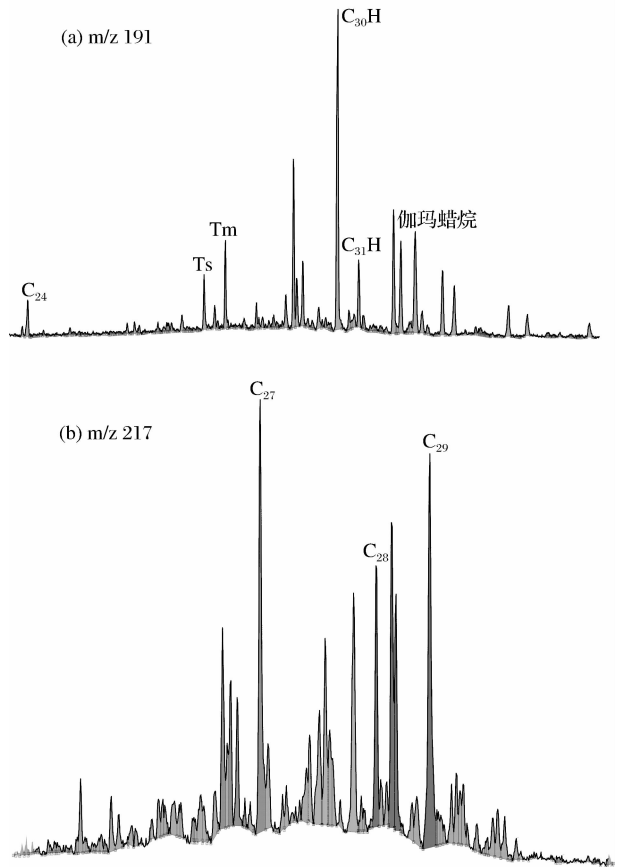 (a) m/z 191
C₃₀H
伽玛蜡烷
Tm
C₃₁H
Ts
C₂₄
C₂₇
(b) m/z 217
C₂₉
C₂₈